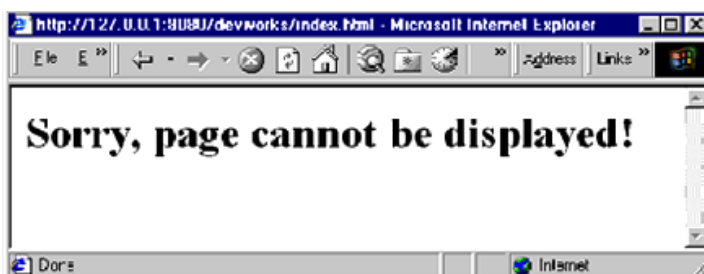 http://127.0.0.1:8080/devworks/index.html - Microsoft Internet Explorer
Address Links
Sorry, page cannot be displayed!
Done
Internet